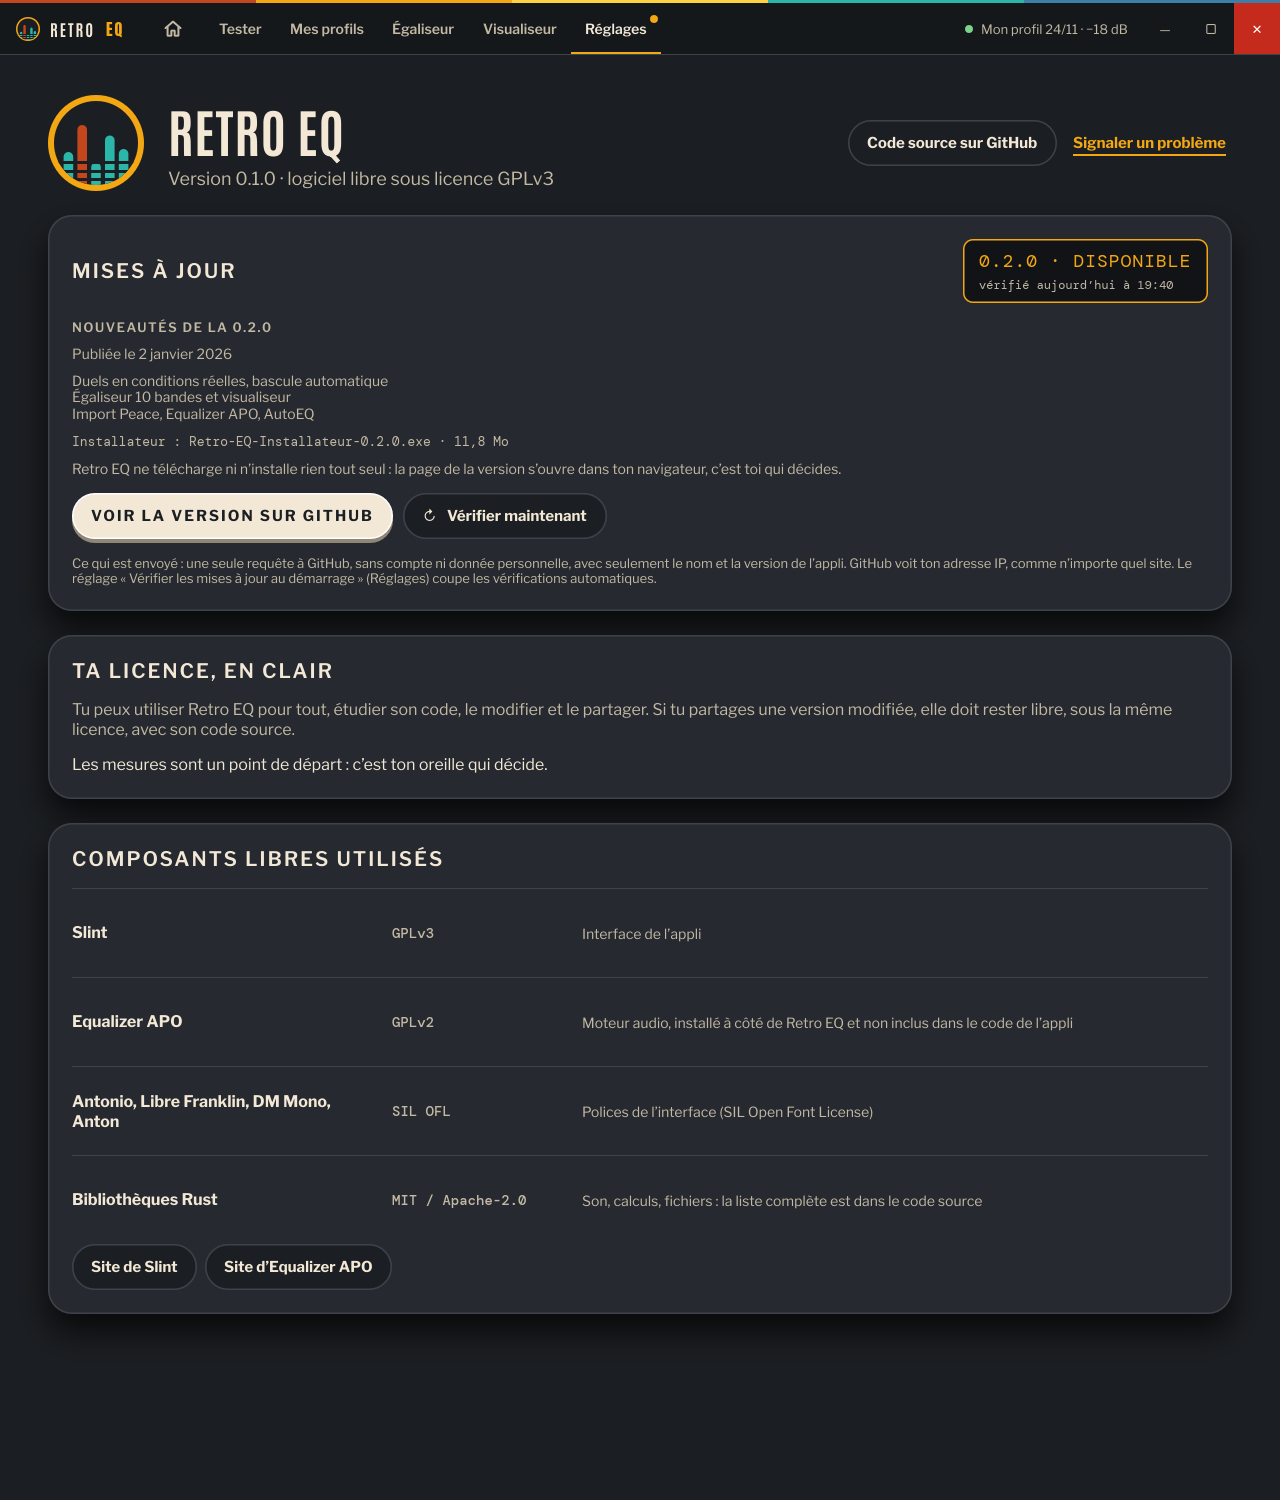 RETRO EQ
Tester
Mes profils
Égaliseur
Visualiseur
Réglages
Mon profil 24/11 · −18 dB
RETRO EQ
Version 0.1.0 · logiciel libre sous licence GPLv3
Code source sur GitHub
Signaler un problème
MISES À JOUR
0.2.0 · DISPONIBLE
vérifié aujourd’hui à 19:40
NOUVEAUTÉS DE LA 0.2.0
Publiée le 2 janvier 2026
Duels en conditions réelles, bascule automatique
Égaliseur 10 bandes et visualiseur
Import Peace, Equalizer APO, AutoEQ
Installateur : Retro-EQ-Installateur-0.2.0.exe · 11,8 Mo
Retro EQ ne télécharge ni n’installe rien tout seul : la page de la version s’ouvre dans ton navigateur, c’est toi qui décides.
VOIR LA VERSION SUR GITHUB
Vérifier maintenant
Ce qui est envoyé : une seule requête à GitHub, sans compte ni donnée personnelle, avec seulement le nom et la version de l’appli. GitHub voit ton adresse IP, comme n’importe quel site. Le
réglage « Vérifier les mises à jour au démarrage » (Réglages) coupe les vérifications automatiques.
TA LICENCE, EN CLAIR
Tu peux utiliser Retro EQ pour tout, étudier son code, le modifier et le partager. Si tu partages une version modifiée, elle doit rester libre, sous la même
licence, avec son code source.
Les mesures sont un point de départ : c’est ton oreille qui décide.
COMPOSANTS LIBRES UTILISÉS
Slint
GPLv3
Interface de l’appli
Equalizer APO
GPLv2
Moteur audio, installé à côté de Retro EQ et non inclus dans le code de l’appli
Antonio, Libre Franklin, DM Mono,
Anton
SIL OFL
Polices de l’interface (SIL Open Font License)
Bibliothèques Rust
MIT / Apache-2.0
Son, calculs, fichiers : la liste complète est dans le code source
Site de Slint
Site d’Equalizer APO